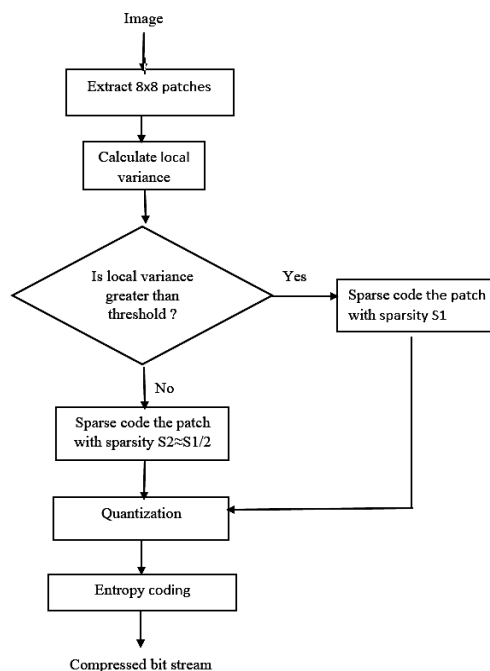 Image
Extract 8x8 patches
Calculate local
variance
Is local variance
greater than
threshold ?
Yes
Sparse code the patch
with sparsity S1
No
Sparse code the patch
with sparsity S2≈S1/2
Quantization
Entropy coding
Compressed bit stream